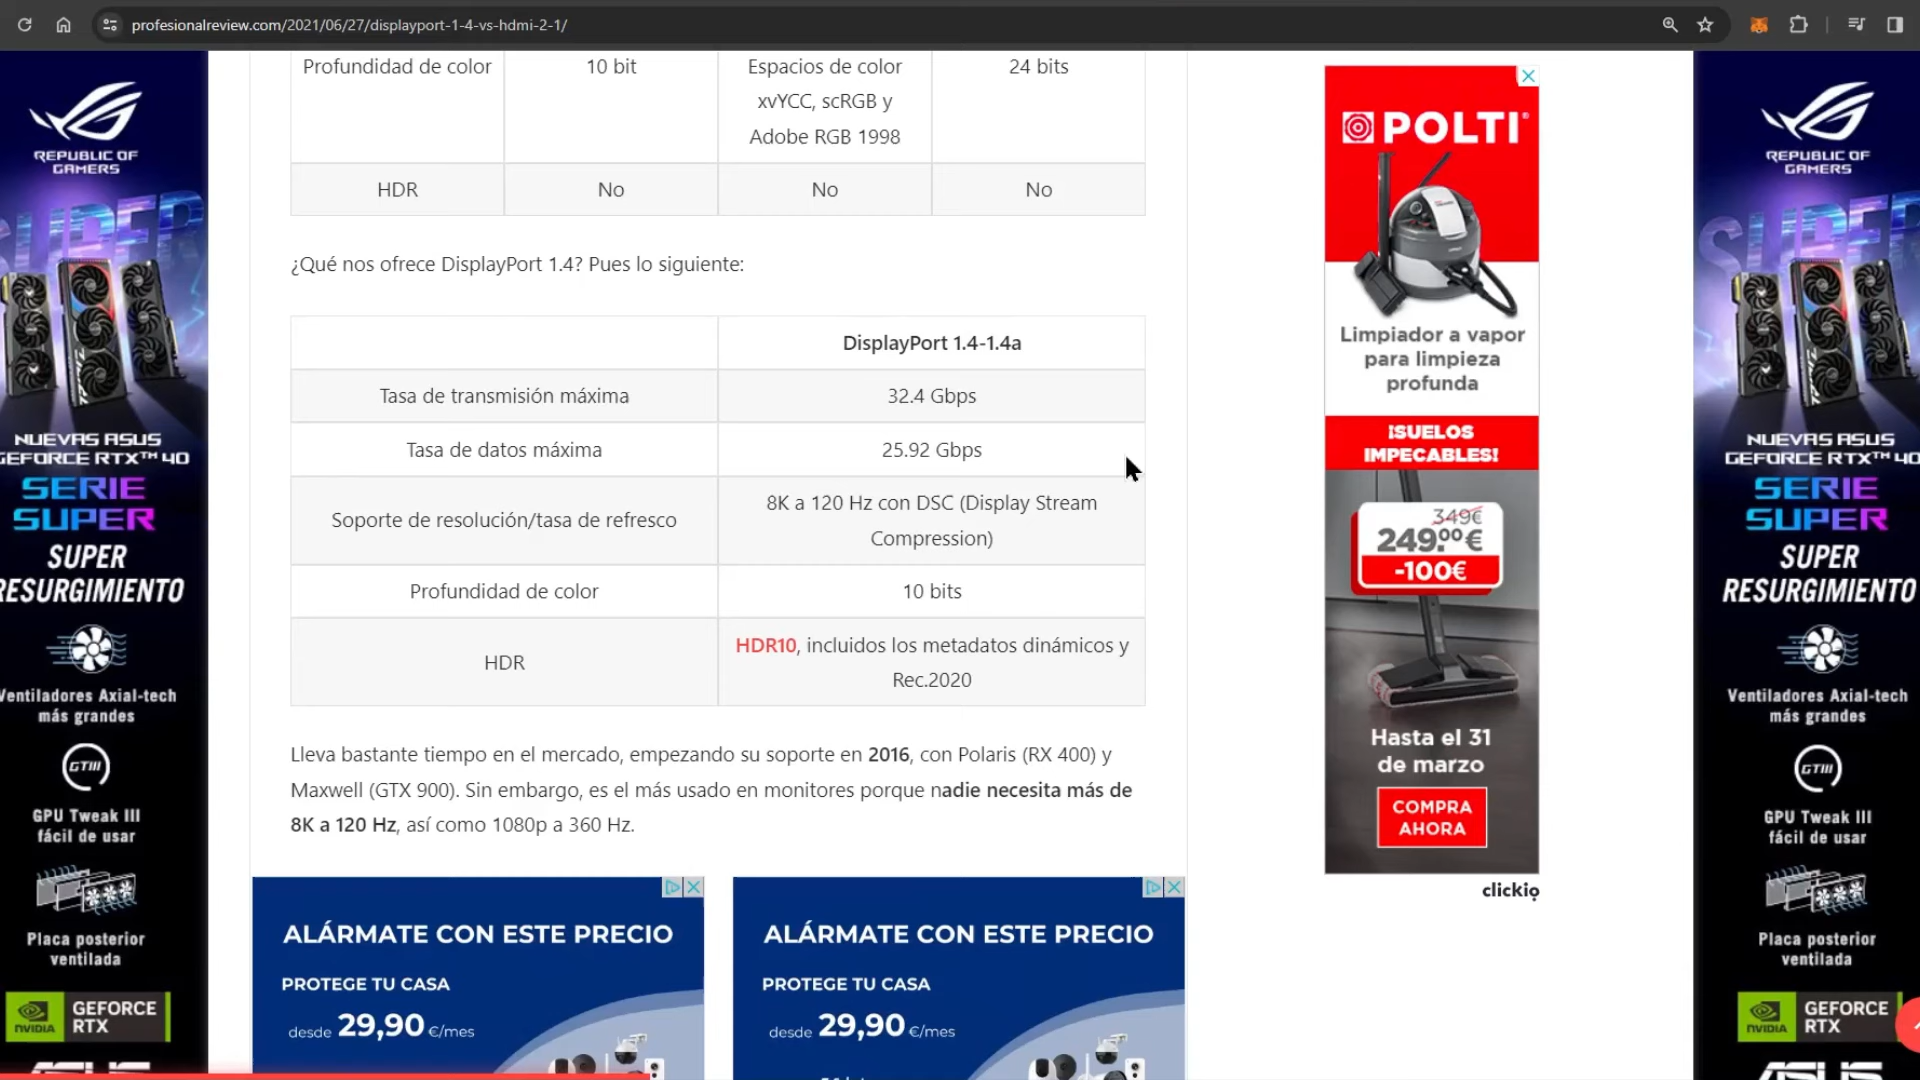 profesionalreview.com/2021/06/27/displayport-1-4-vs-hdmi-2-1/
Profundidad de color
10 bit
Espacios de color
xvYCC, scRGB y
Adobe RGB 1998
24 bits
HDR
No
No
No
¿Qué nos ofrece DisplayPort 1.4? Pues lo siguiente:
DisplayPort 1.4-1.4a
Tasa de transmisión máxima
32.4 Gbps
Tasa de datos máxima
25.92 Gbps
Soporte de resolución/tasa de refresco
8K a 120 Hz con DSC (Display Stream
Compression)
Profundidad de color
10 bits
HDR
HDR10, incluidos los metadatos dinámicos y
Rec.2020
Lleva bastante tiempo en el mercado, empezando su soporte en 2016, con Polaris (RX 400) y
Maxwell (GTX 900). Sin embargo, es el más usado en monitores porque nadie necesita más de
8K a 120 Hz, así como 1080p a 360 Hz.
ALÁRMATE CON ESTE PRECIO
PROTEGE TU CASA
desde 29,90 €/mes
ALÁRMATE CON ESTE PRECIO
PROTEGE TU CASA
desde 29,90 €/mes
POLTI
Limpiador a vapor
para limpieza
profunda
¡SUELOS
IMPECABLES!
349€
249.00€
-100€
Hasta el 31
de marzo
COMPRA
AHORA
clickio
REPUBLIC OF
GAMERS
SUPER
NUEVAS ASUS
GEFORCE RTX™ 40
SERIE
SUPER
SUPER
RESURGIMIENTO
Ventiladores Axial-tech
más grandes
GTIII
GPU Tweak III
fácil de usar
Placa posterior
ventilada
NVIDIA
GEFORCE
RTX
ASUS
REPUBLIC OF
GAMERS
SUPER
NUEVAS ASUS
GEFORCE RTX™ 40
SERIE
SUPER
SUPER
RESURGIMIENTO
Ventiladores Axial-tech
más grandes
GTIII
GPU Tweak III
fácil de usar
Placa posterior
ventilada
NVIDIA
GEFORCE
RTX
ASUS